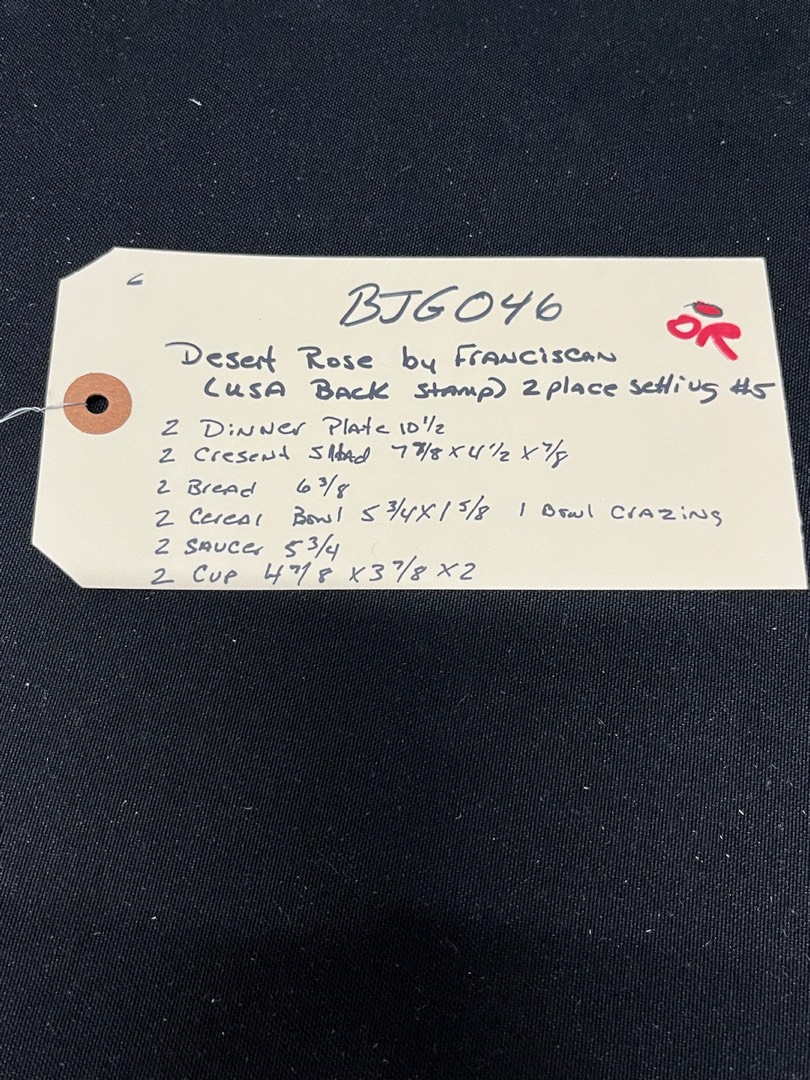 BJG046
OR
Desert Rose by Franciscan
(USA Back Stamp) 2 place setting #5
2 Dinner Plate 10 1/2
2 Cresent Salad 7 7/8 x 4 1/2 x 7/8
2 Bread 6 3/8
2 Cereal Bowl 5 3/4 x 1 5/8 1 Bowl Crazing
2 Saucer 5 3/4
2 Cup 4 7/8 x 3 7/8 x 2